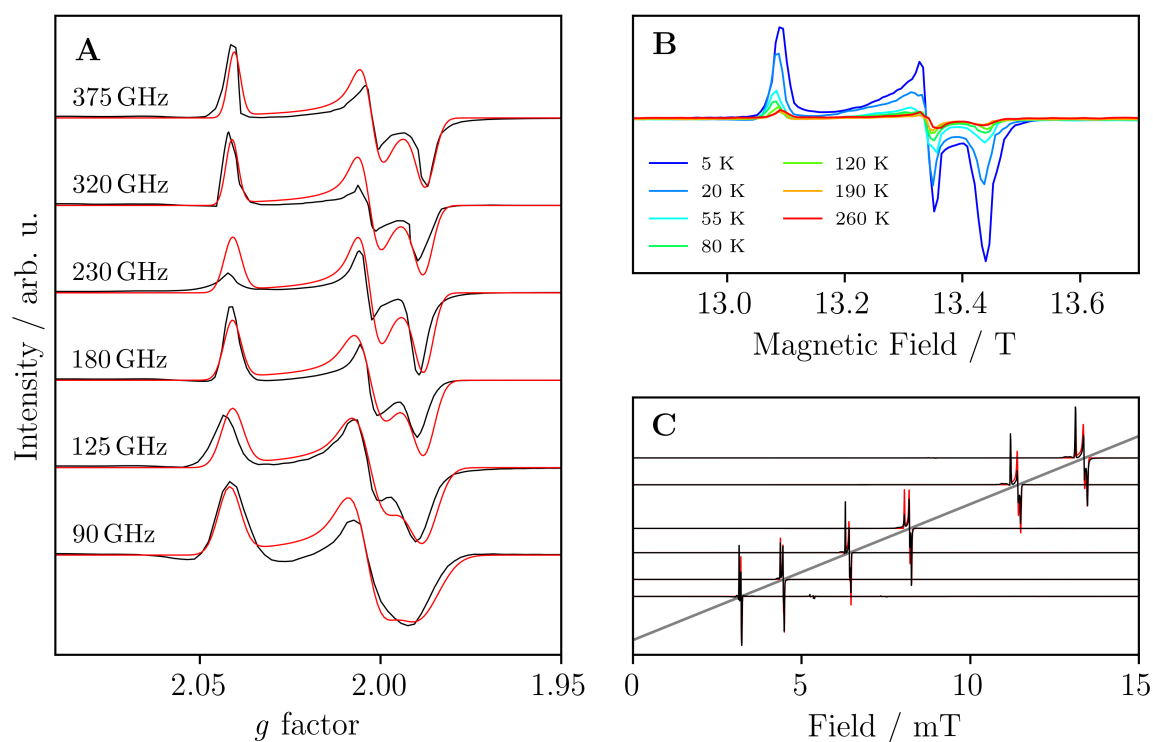 A
375 GHz
320 GHz
230 GHz
180 GHz
125 GHz
90 GHz
Intensity / arb. u.
2.05 2.00 1.95
g factor
B
5 K 120 K
20 K 190 K
55 K 260 K
80 K
13.0 13.2 13.4 13.6
Magnetic Field / T
C
0 5 10 15
Field / mT